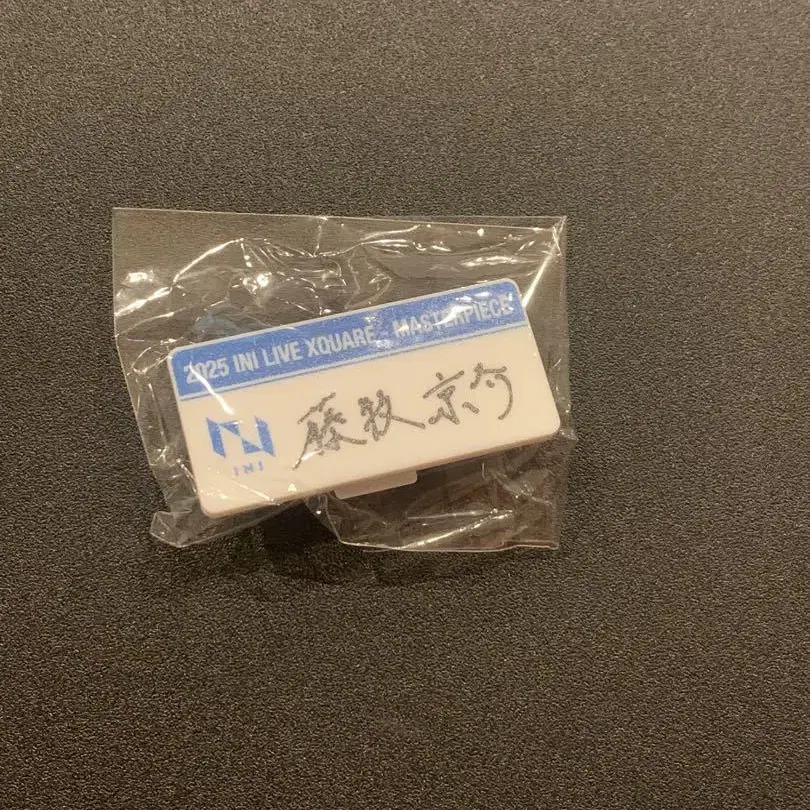 2025 INI LIVE XQUARE - MASTERPIECE
INI
藤牧京介